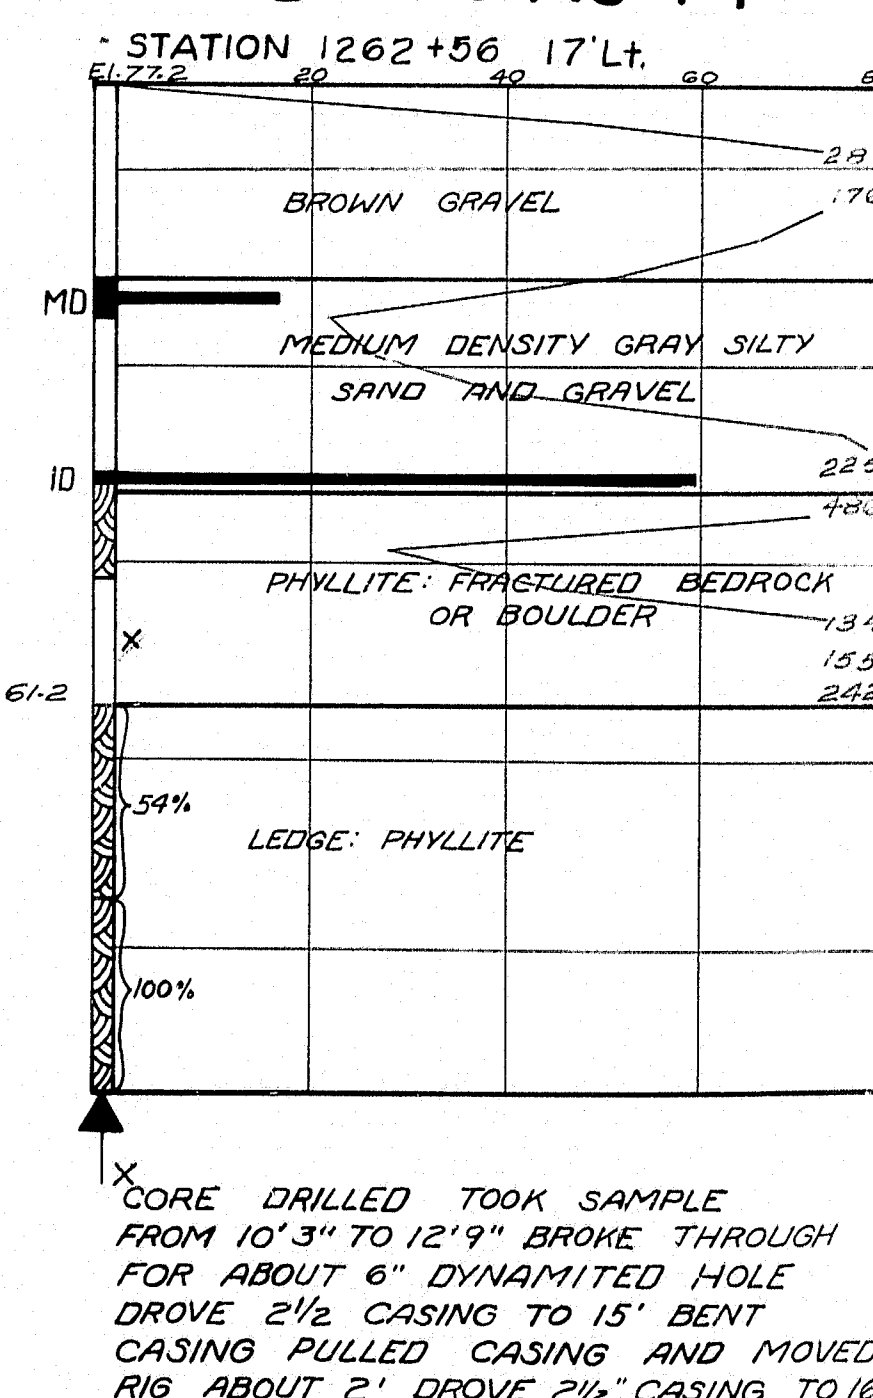 STATION 1262+56 17'Lt.
El.77.2 20 40 60
28
BROWN GRAVEL
MD
MEDIUM DENSITY GRAY SILTY
SAND AND GRAVEL
225
1D
480
PHYLLITE: FRACTURED BEDROCK
OR BOULDER
134
X
155
61.2
242
54%
LEDGE: PHYLLITE
100%
X
CORE DRILLED TOOK SAMPLE
FROM 10'3" TO 12'9" BROKE THROUGH
FOR ABOUT 6" DYNAMITED HOLE
DROVE 2½ CASING TO 15' BENT
CASING PULLED CASING AND MOVED
RIG ABOUT 2' DROVE 2½" CASING TO 16